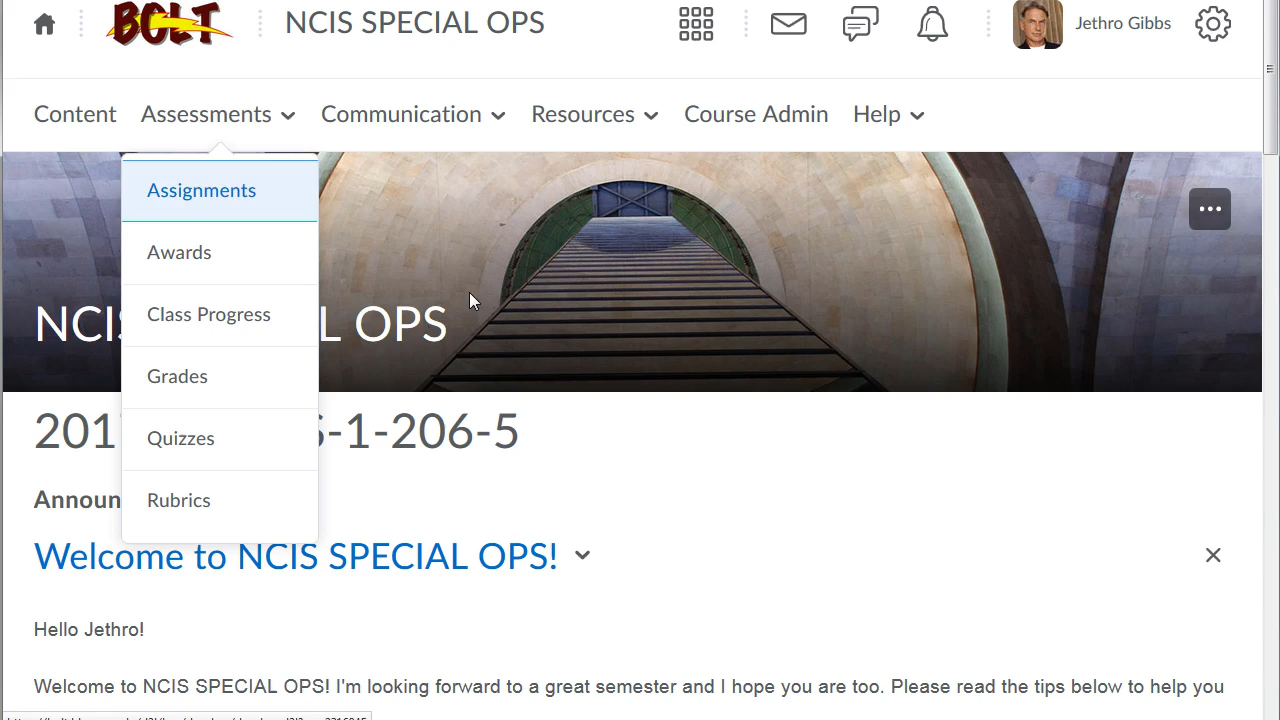 BOLT
NCIS SPECIAL OPS
Jethro Gibbs
Content
Assessments
Communication
Resources
Course Admin
Help
Assignments
Awards
Class Progress
Grades
Quizzes
Rubrics
NCIS L OPS
201 -1-206-5
Announ
Welcome to NCIS SPECIAL OPS!
Hello Jethro!
Welcome to NCIS SPECIAL OPS! I'm looking forward to a great semester and I hope you are too. Please read the tips below to help you